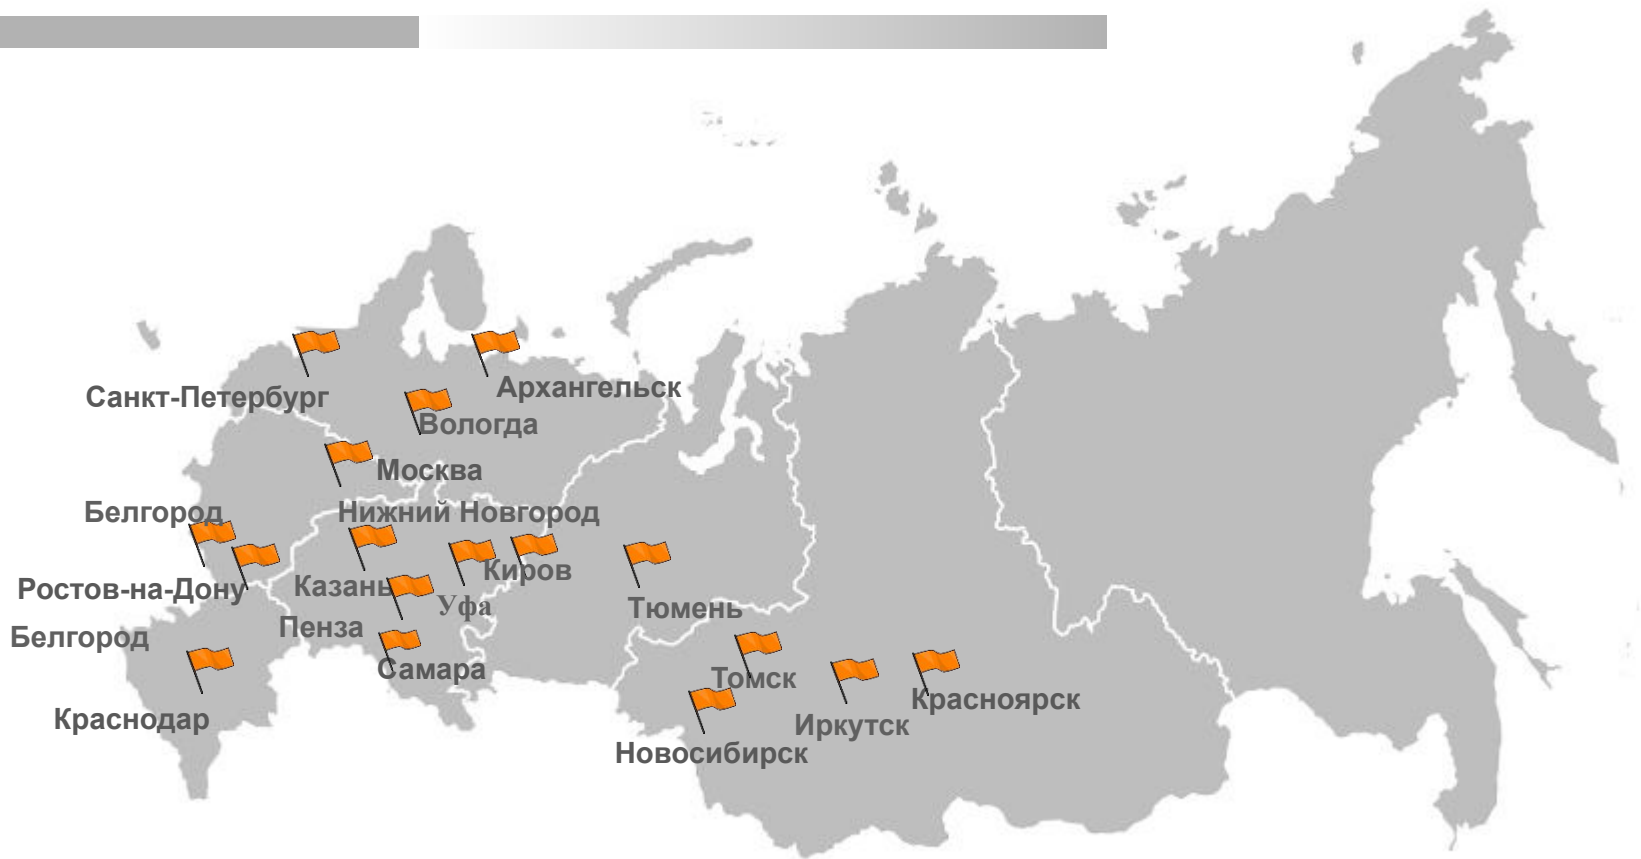 Архангельск
Санкт-Петербург
Вологда
Москва
Белгород
Нижний Новгород
Киров
Казань
Ростов-на-Дону
Уфа
Тюмень
Пенза
Белгород
Самара
Томск
Красноярск
Краснодар
Иркутск
Новосибирск